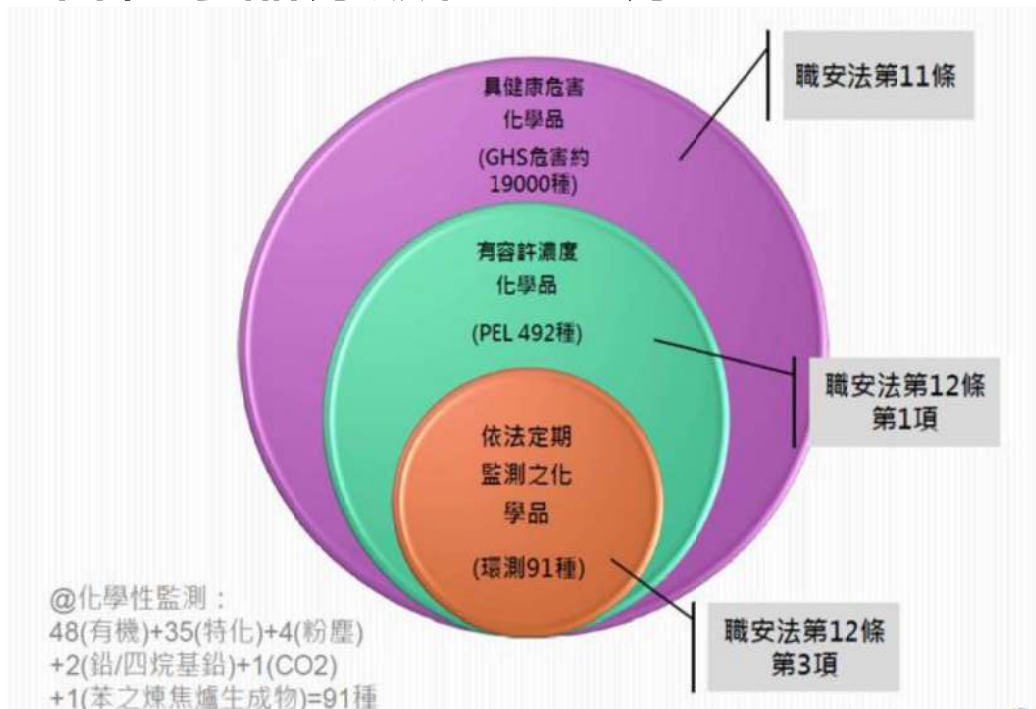 具健康危害
化學品
(GHS危害約
19000種)
職安法第11條
有容許濃度
化學品
(PEL 492種)
職安法第12條
第1項
依法定期
監測之化
學品
(環測91種)
職安法第12條
第3項
@化學性監測：
48(有機)+35(特化)+4(粉塵)
+2(鉛/四烷基鉛)+1(CO2)
+1(苯之煉焦爐生成物)=91種